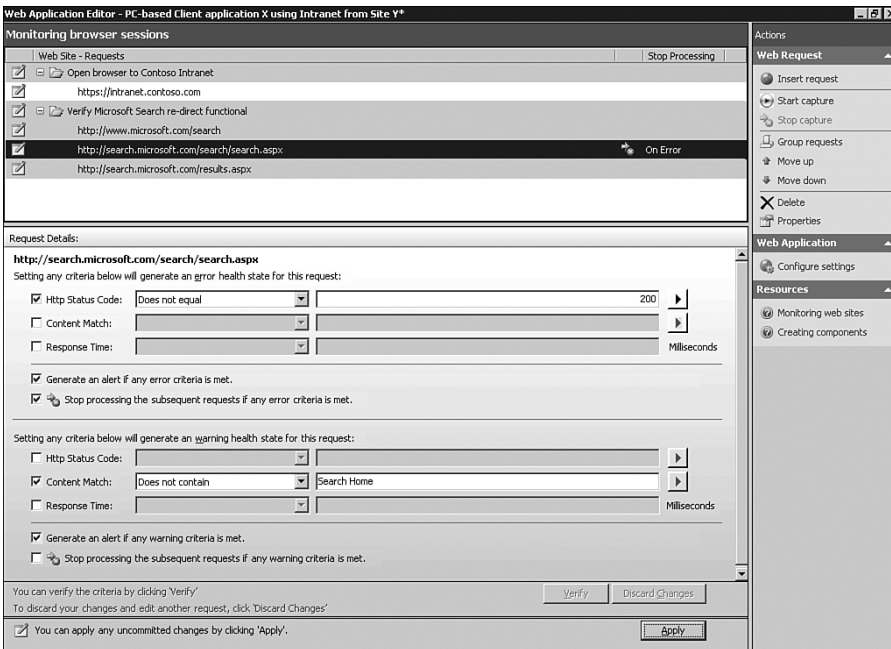 Web Application Editor - PC-based Client application X using Intranet from Site Y*
Monitoring browser sessions
Web Site - Requests Stop Processing
Open browser to Contoso Intranet
https://intranet.contoso.com
Verify Microsoft Search re-direct functional
http://www.microsoft.com/search
http://search.microsoft.com/search/search.aspx On Error
http://search.microsoft.com/results.aspx
Request Details:
http://search.microsoft.com/search/search.aspx
Setting any criteria below will generate an error health state for this request:
Http Status Code: Does not equal 200
Content Match:
Response Time: Milliseconds
Generate an alert if any error criteria is met.
Stop processing the subsequent requests if any error criteria is met.
Setting any criteria below will generate an warning health state for this request:
Http Status Code:
Content Match: Does not contain Search Home
Response Time: Milliseconds
Generate an alert if any warning criteria is met.
Stop processing the subsequent requests if any warning criteria is met.
You can verify the criteria by clicking 'Verify'
To discard your changes and edit another request, click 'Discard Changes'
Verify Discard Changes
You can apply any uncommitted changes by clicking 'Apply'. Apply
Actions
Web Request
Insert request
Start capture
Stop capture
Group requests
Move up
Move down
Delete
Properties
Web Application
Configure settings
Resources
Monitoring web sites
Creating components